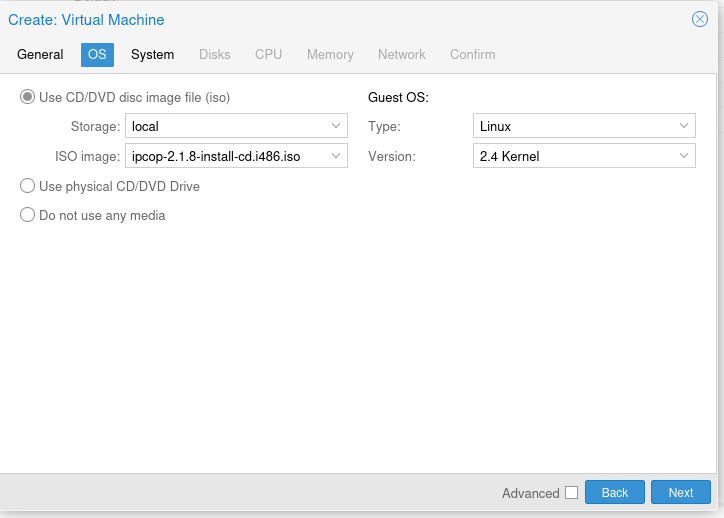 Create: Virtual Machine
General OS System Disks CPU Memory Network Confirm
Use CD/DVD disc image file (iso) Guest OS:
Storage: local Type: Linux
ISO image: ipcop-2.1.8-install-cd.i486.iso Version: 2.4 Kernel
Use physical CD/DVD Drive
Do not use any media
Advanced Back Next